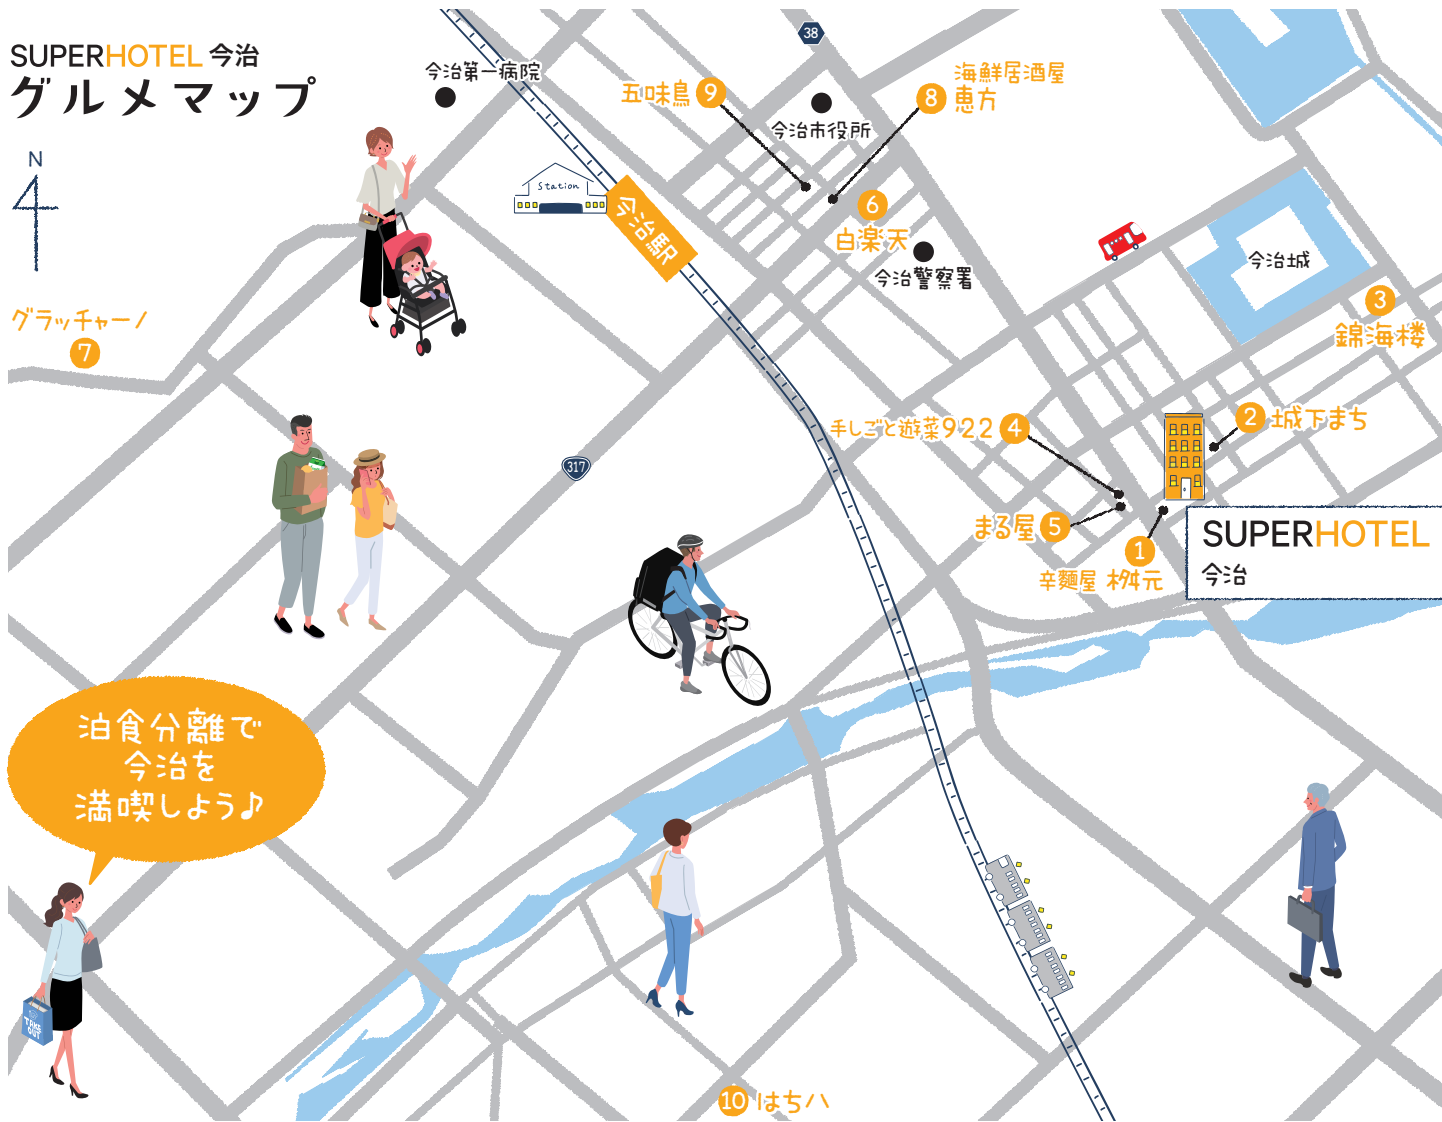 SUPERHOTEL 今治
グルメマップ
N
38
今治第一病院
五味鳥 9
8 海鮮居酒屋
恵方
今治市役所
Station
今治駅
6
白楽天
今治警察署
今治城
3
錦海楼
グラッチャーノ
7
手しごと遊菜922 4
2 城下まち
317
まる屋 5
1
辛麺屋 桝元
SUPERHOTEL
今治
泊食分離で
今治を
満喫しよう♪
TAKE
OUT
10 はちハ